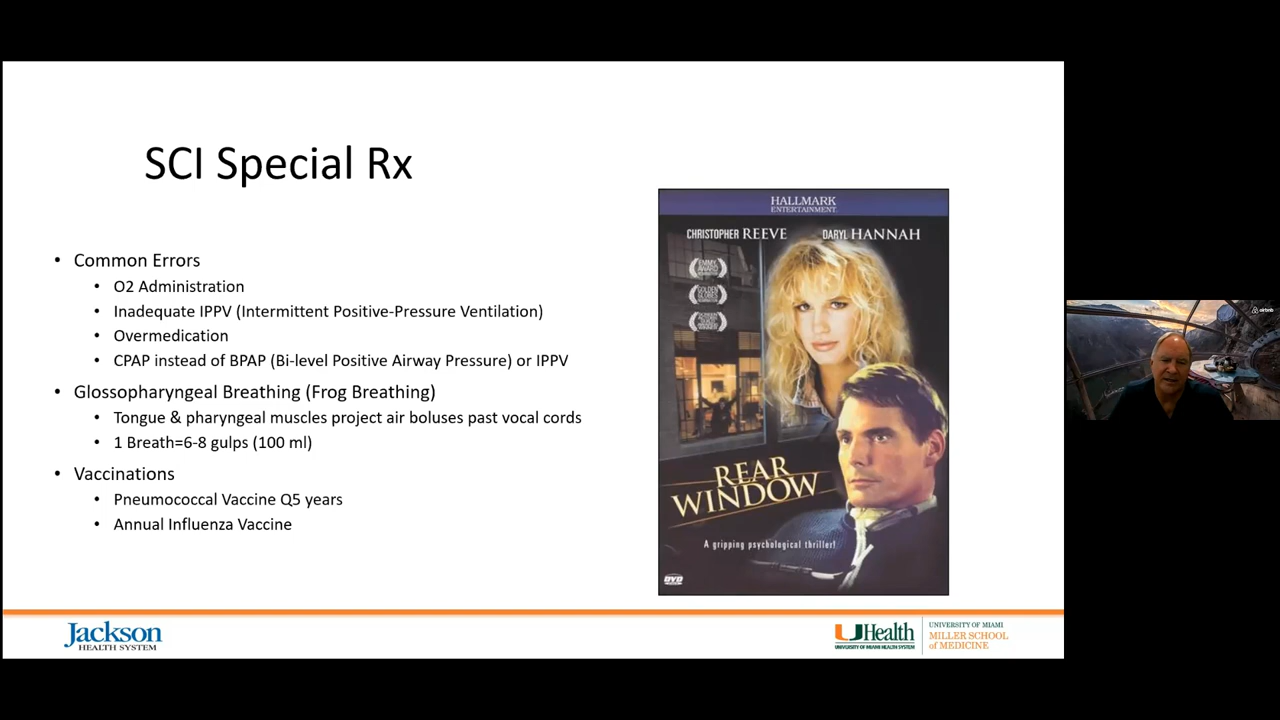 SCI Special Rx
• Common Errors
• O2 Administration
• Inadequate IPPV (Intermittent Positive-Pressure Ventilation)
• Overmedication
• CPAP instead of BPAP (Bi-level Positive Airway Pressure) or IPPV
• Glossopharyngeal Breathing (Frog Breathing)
• Tongue & pharyngeal muscles project air boluses past vocal cords
• 1 Breath=6-8 gulps (100 ml)
• Vaccinations
• Pneumococcal Vaccine Q5 years
• Annual Influenza Vaccine
HALLMARK
ENTERTAINMENT
CHRISTOPHER REEVE DARYL HANNAH
REAR
WINDOW
A gripping psychological thriller!
DVD
airbnb
Jackson
HEALTH SYSTEM
UHealth
UNIVERSITY OF MIAMI HEALTH SYSTEM
UNIVERSITY OF MIAMI
MILLER SCHOOL
of MEDICINE